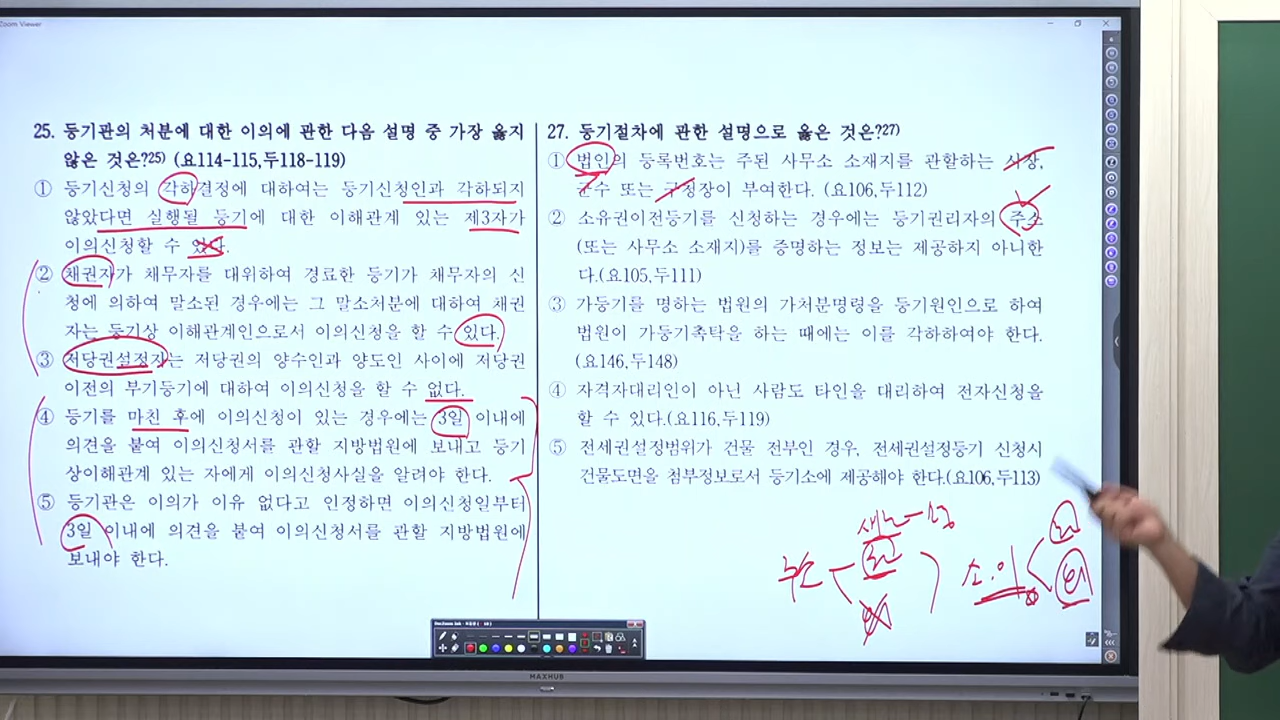 Zoom Viewer
25. 등기관의 처분에 대한 이의에 관한 다음 설명 중 가장 옳지
않은 것은?25) (요114-115,두118-119)
① 등기신청의 각하결정에 대하여는 등기신청인과 각하되지
않았다면 실행될 등기에 대한 이해관계 있는 제3자가
이의신청할 수 있다.
② 채권자가 채무자를 대위하여 경료한 등기가 채무자의 신
청에 의하여 말소된 경우에는 그 말소처분에 대하여 채권
자는 등기상 이해관계인으로서 이의신청을 할 수 있다.
③ 저당권설정자는 저당권의 양수인과 양도인 사이에 저당권
이전의 부기등기에 대하여 이의신청을 할 수 없다.
④ 등기를 마친 후에 이의신청이 있는 경우에는 3일 이내에
의견을 붙여 이의신청서를 관할 지방법원에 보내고 등기
상이해관계 있는 자에게 이의신청사실을 알려야 한다.
⑤ 등기관은 이의가 이유 없다고 인정하면 이의신청일부터
3일 이내에 의견을 붙여 이의신청서를 관할 지방법원에
보내야 한다.
27. 등기절차에 관한 설명으로 옳은 것은?27)
① 법인의 등록번호는 주된 사무소 소재지를 관할하는 시장,
군수 또는 구청장이 부여한다. (요106,두112)
② 소유권이전등기를 신청하는 경우에는 등기권리자의 주소
(또는 사무소 소재지)를 증명하는 정보는 제공하지 아니한
다.(요105,두111)
③ 가등기를 명하는 법원의 가처분명령을 등기원인으로 하여
법원이 가등기촉탁을 하는 때에는 이를 각하하여야 한다.
(요146,두148)
④ 자격자대리인이 아닌 사람도 타인을 대리하여 전자신청을
할 수 있다.(요116,두119)
⑤ 전세권설정범위가 건물 전부인 경우, 전세권설정등기 신청시
건물도면을 첨부정보로서 등기소에 제공해야 한다.(요106,두113)
주소
소.이
MAXHUB